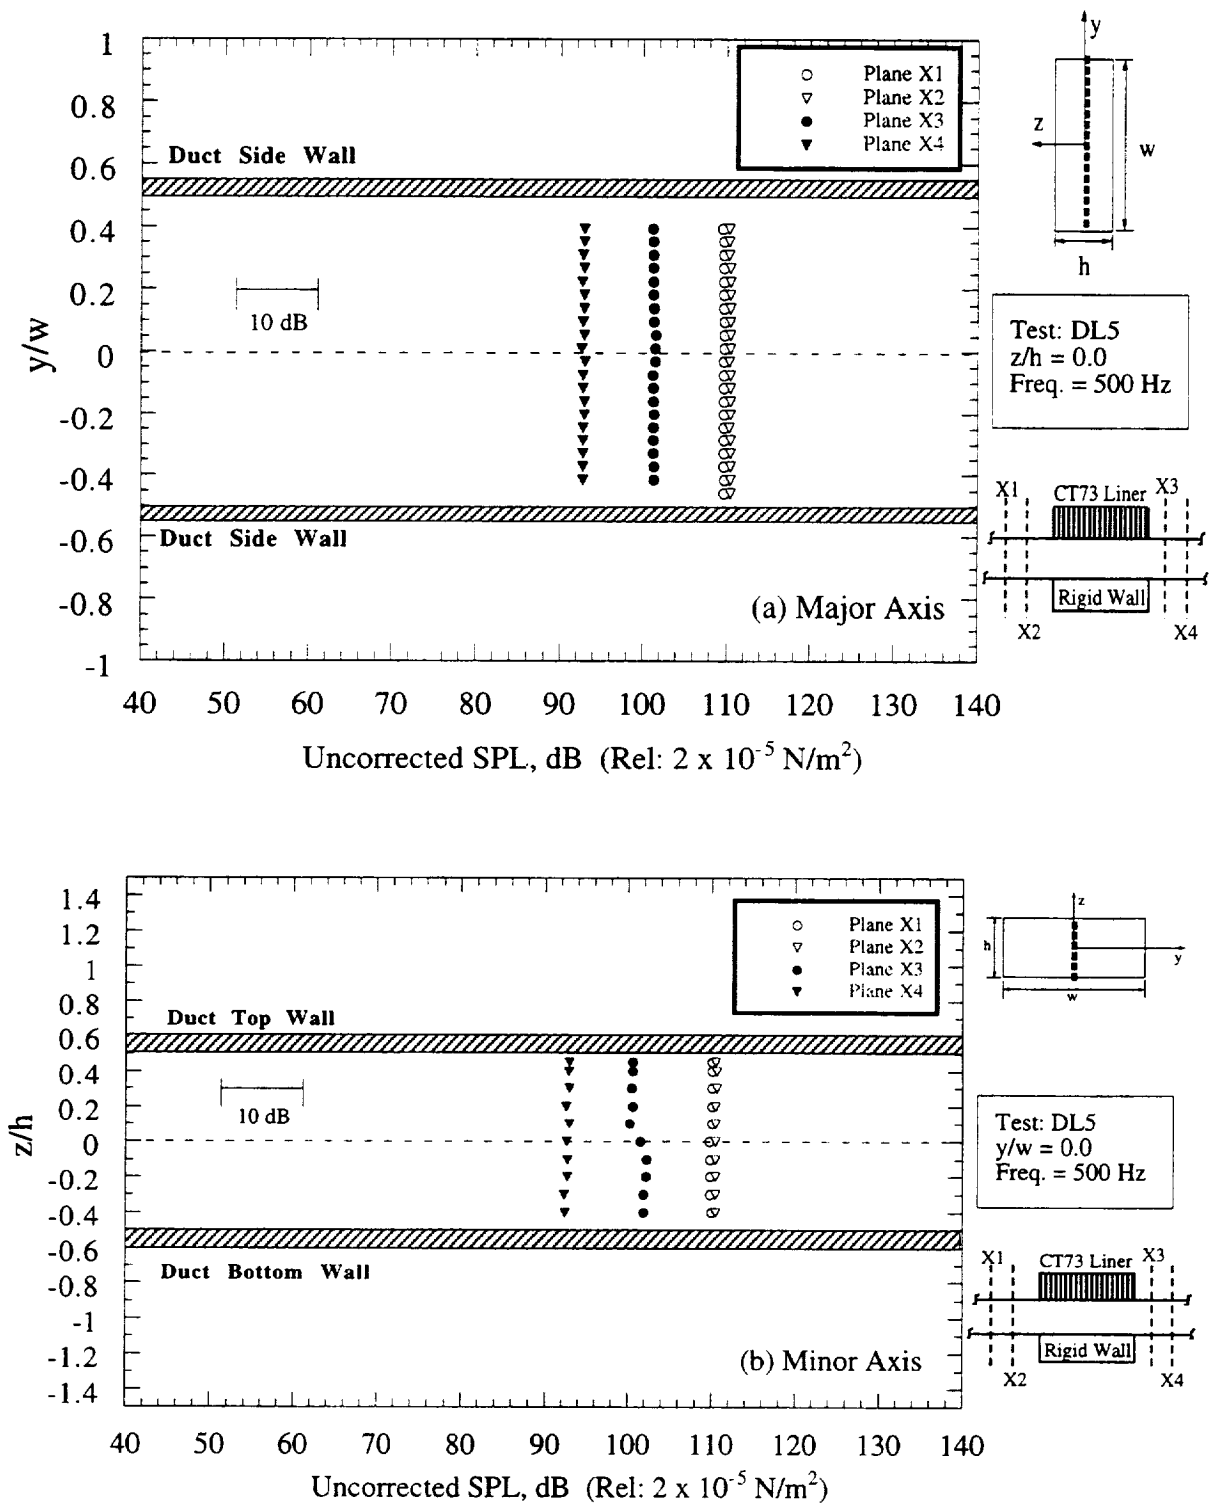 1
0.8
0.6
0.4
0.2
0
-0.2
-0.4
-0.6
-0.8
-1
y/w
Plane X1
Plane X2
Plane X3
Plane X4
Duct Side Wall
10 dB
Duct Side Wall
(a) Major Axis
40 50 60 70 80 90 100 110 120 130 140
Uncorrected SPL, dB (Rel: 2 x 10⁻⁵ N/m²)
y
z
w
h
Test: DL5
z/h = 0.0
Freq. = 500 Hz
X1 CT73 Liner X3
Rigid Wall
X2 X4
1.4
1.2
1
0.8
0.6
0.4
0.2
0
-0.2
-0.4
-0.6
-0.8
-1
-1.2
-1.4
z/h
Plane X1
Plane X2
Plane X3
Plane X4
Duct Top Wall
10 dB
Duct Bottom Wall
(b) Minor Axis
40 50 60 70 80 90 100 110 120 130 140
Uncorrected SPL, dB (Rel: 2 x 10⁻⁵ N/m²)
z
h
y
w
Test: DL5
y/w = 0.0
Freq. = 500 Hz
X1 CT73 Liner X3
Rigid Wall
X2 X4